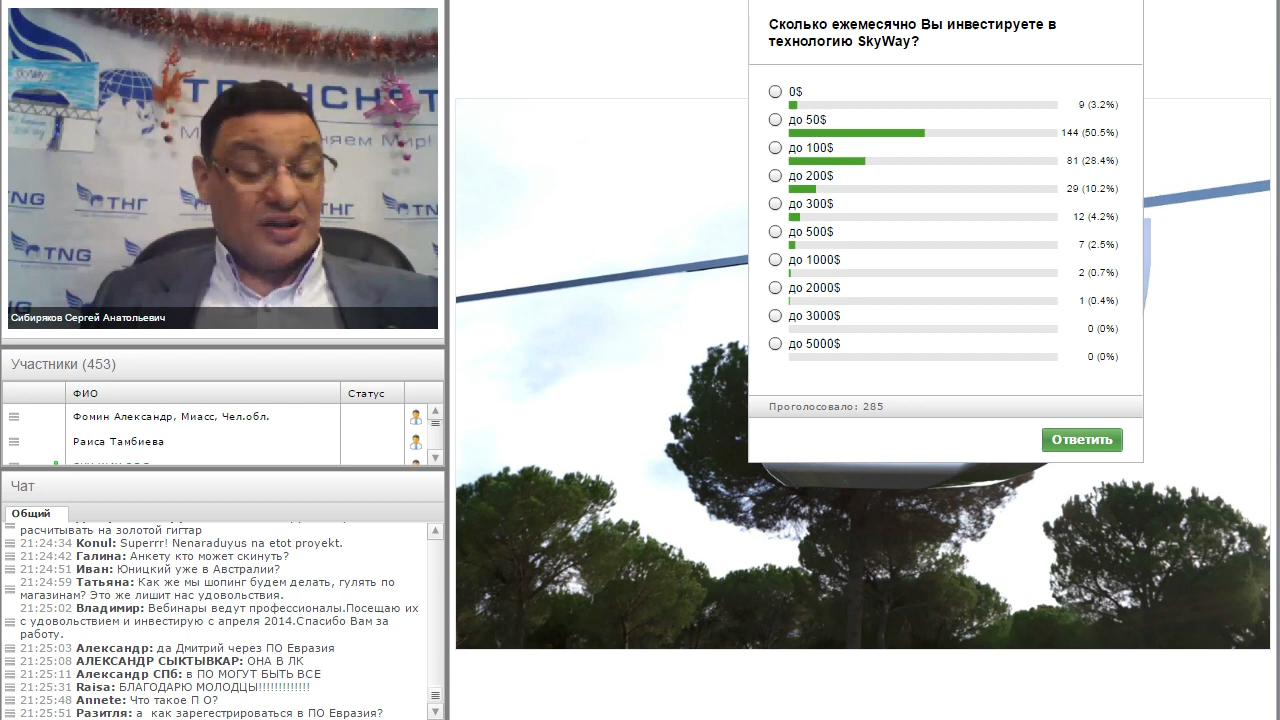 SkyWay
ТРАНСНЕТ
няем Мир!
TNG
ТНГ
НГ
TNG
TNG
TNG
Сибиряков Сергей Анатольевич
Участники (453)
ФИО
Статус
Фомин Александр, Миасс, Чел.обл.
Раиса Тамбиева
Чат
Общий
расчитывать на золотой гигтар
21:24:34 Konul: Superrr! Nenaraduyus na etot proyekt.
21:24:42 Галина: Анкету кто может скинуть?
21:24:51 Иван: Юницкий уже в Австралии?
21:24:59 Татьяна: Как же мы шопинг будем делать, гулять по
магазинам? Это же лишит нас удовольствия.
21:25:02 Владимир: Вебинары ведут профессионалы.Посещаю их
с удовольствием и инвестирую с апреля 2014.Спасибо Вам за
работу.
21:25:03 Александр: да Дмитрий через ПО Евразия
21:25:08 АЛЕКСАНДР СЫКТЫВКАР: ОНА В ЛК
21:25:11 Александр СПб: в ПО МОГУТ БЫТЬ ВСЕ
21:25:31 Raisa: БЛАГОДАРЮ МОЛОДЦЫ!!!!!!!!!!!!!
21:25:48 Annete: Что такое П О?
21:25:51 Разитля: а как зарегестрироваться в ПО Евразия?
Сколько ежемесячно Вы инвестируете в
технологию SkyWay?
0$
9 (3.2%)
до 50$
144 (50.5%)
до 100$
81 (28.4%)
до 200$
29 (10.2%)
до 300$
12 (4.2%)
до 500$
7 (2.5%)
до 1000$
2 (0.7%)
до 2000$
1 (0.4%)
до 3000$
0 (0%)
до 5000$
0 (0%)
Проголосовало: 285
Ответить